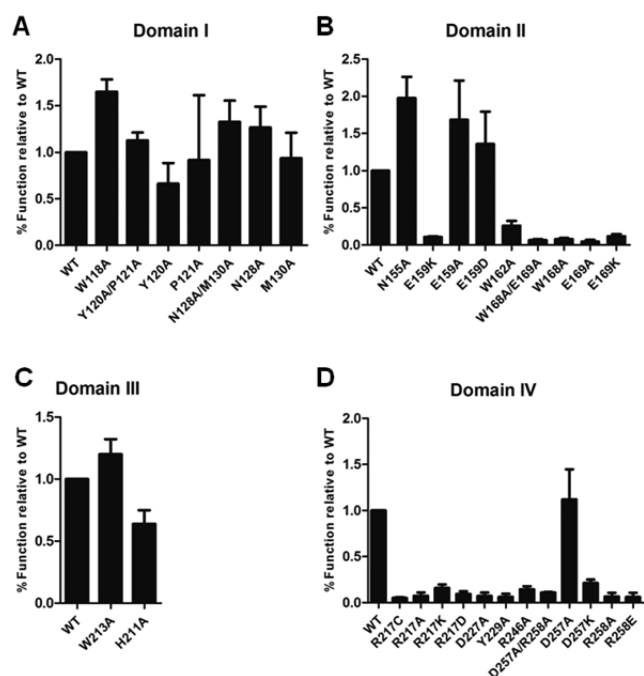 A
Domain I
% Function relative to WT
2.0
1.5
1.0
0.5
0.0
WT
W118A
Y120A/P121A
Y120A
P121A
N128A/M130A
N128A
M130A
B
Domain II
% Function relative to WT
2.5
2.0
1.5
1.0
0.5
0.0
WT
N155A
E159K
E159A
E159D
W162A
W168A/E169A
W168A
E169A
E169K
C
Domain III
% Function relative to WT
1.5
1.0
0.5
0.0
WT
W213A
H211A
D
Domain IV
% Function relative to WT
2.0
1.5
1.0
0.5
0.0
WT
R217C
R217A
R217K
R217D
D227A
Y229A
R246A
D257A/R258A
D257A
D257K
R258A
R258E